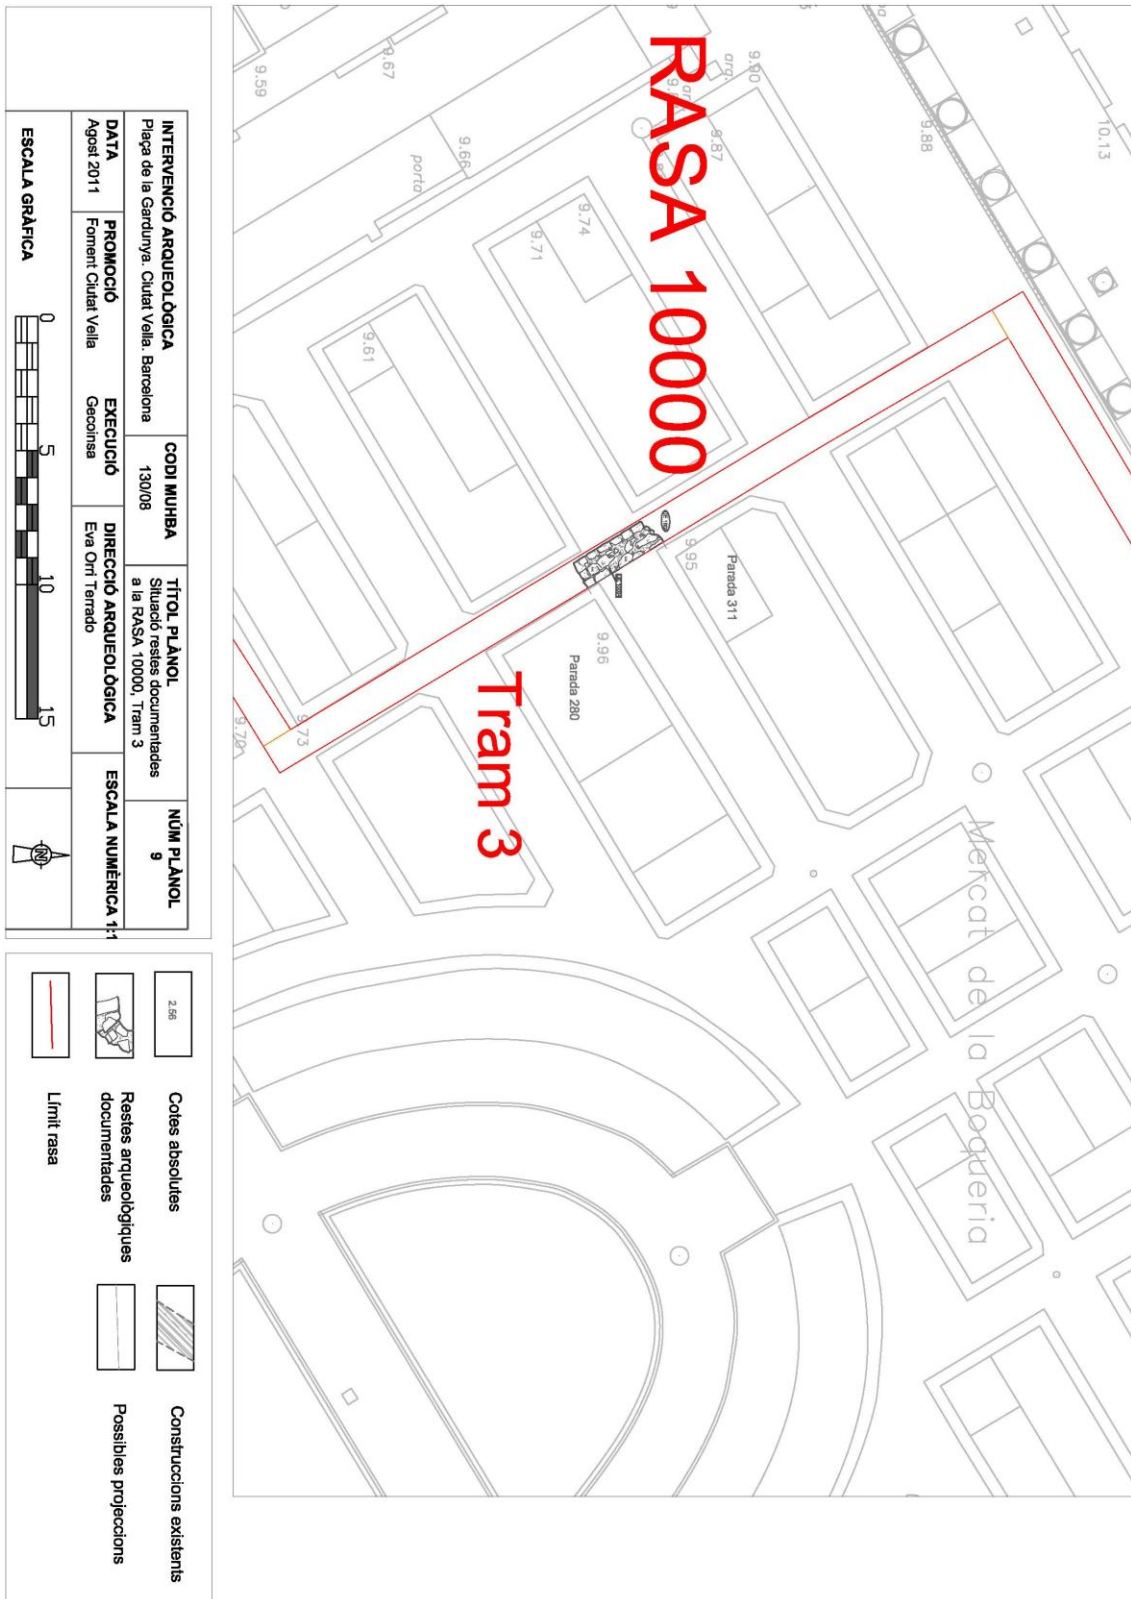 RASA 10000
Tram 3
10.13
9.88
9.90
arq.
9.87
9.67
9.59
9.66
porta
9.74
9.71
9.61
9.95
Parada 311
9.96
Parada 280
9.73
9.70
Mercat de la Boqueria
INTERVENCIÓ ARQUEOLÒGICA
Plaça de la Gardunya. Ciutat Vella. Barcelona
CODI MUHBA
130/08
TÍTOL PLÀNOL
Situació restes documentades
a la RASA 10000, Tram 3
NÚM PLÀNOL
9
DATA
Agost 2011
PROMOCIÓ
Foment Ciutat Vella
EXECUCIÓ
Gecoinsa
DIRECCIÓ ARQUEOLÒGICA
Eva Orri Terrado
ESCALA NUMÈRICA 1:1
ESCALA GRÀFICA
0 5 10 15
N
2.56
Cotes absolutes
Construccions existents
Restes arqueològiques
documentades
Possibles projeccions
Límit rasa